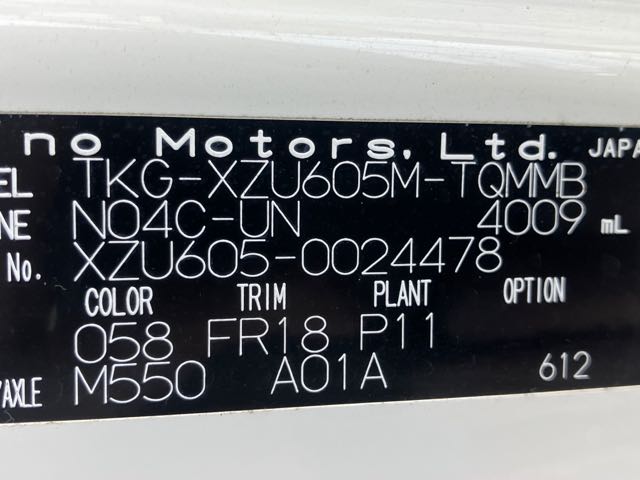 no Motors, Ltd. JAPA
EL TKG-XZU605M-TQMMB
NE N04C-UN 4009 mL
No. XZU605-0024478
COLOR TRIM PLANT OPTION
058 FR18 P11
/AXLE M550 A01A 612